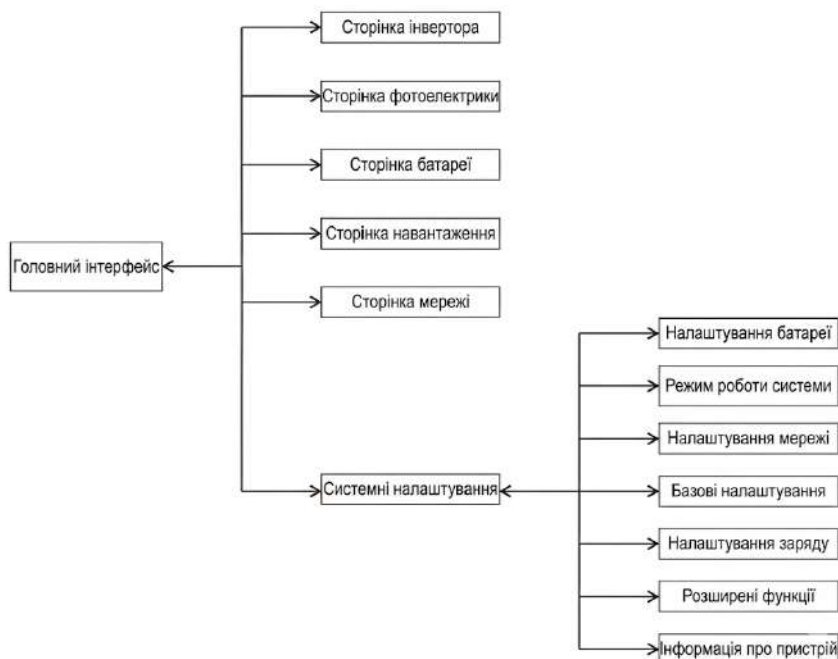 Сторінка інвертора
Сторінка фотоелектрики
Сторінка батареї
Сторінка навантаження
Головний інтерфейс
Сторінка мережі
Налаштування батареї
Режим роботи системи
Налаштування мережі
Системні налаштування
Базові налаштування
Налаштування заряду
Розширені функції
Інформація про пристрій